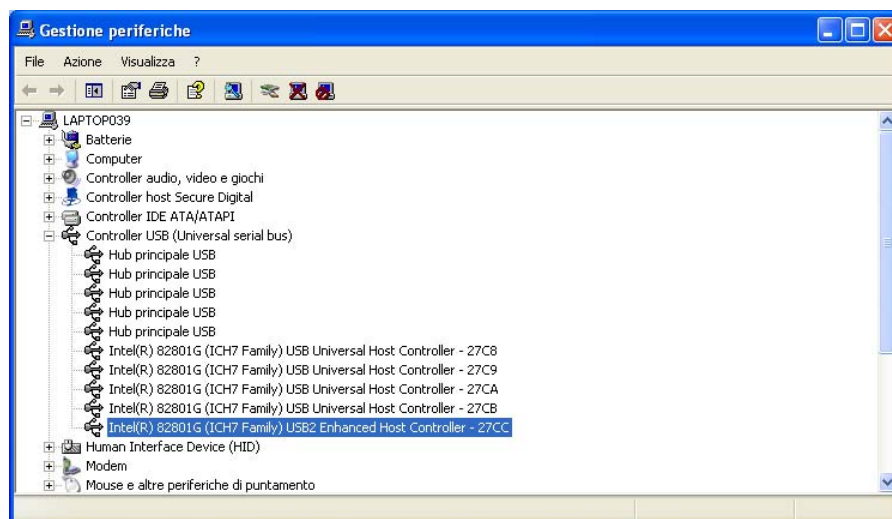 Gestione periferiche
File Azione Visualizza ?
LAPTOP039
Batterie
Computer
Controller audio, video e giochi
Controller host Secure Digital
Controller IDE ATA/ATAPI
Controller USB (Universal serial bus)
Hub principale USB
Hub principale USB
Hub principale USB
Hub principale USB
Hub principale USB
Intel(R) 82801G (ICH7 Family) USB Universal Host Controller - 27C8
Intel(R) 82801G (ICH7 Family) USB Universal Host Controller - 27C9
Intel(R) 82801G (ICH7 Family) USB Universal Host Controller - 27CA
Intel(R) 82801G (ICH7 Family) USB Universal Host Controller - 27CB
Intel(R) 82801G (ICH7 Family) USB2 Enhanced Host Controller - 27CC
Human Interface Device (HID)
Modem
Mouse e altre periferiche di puntamento